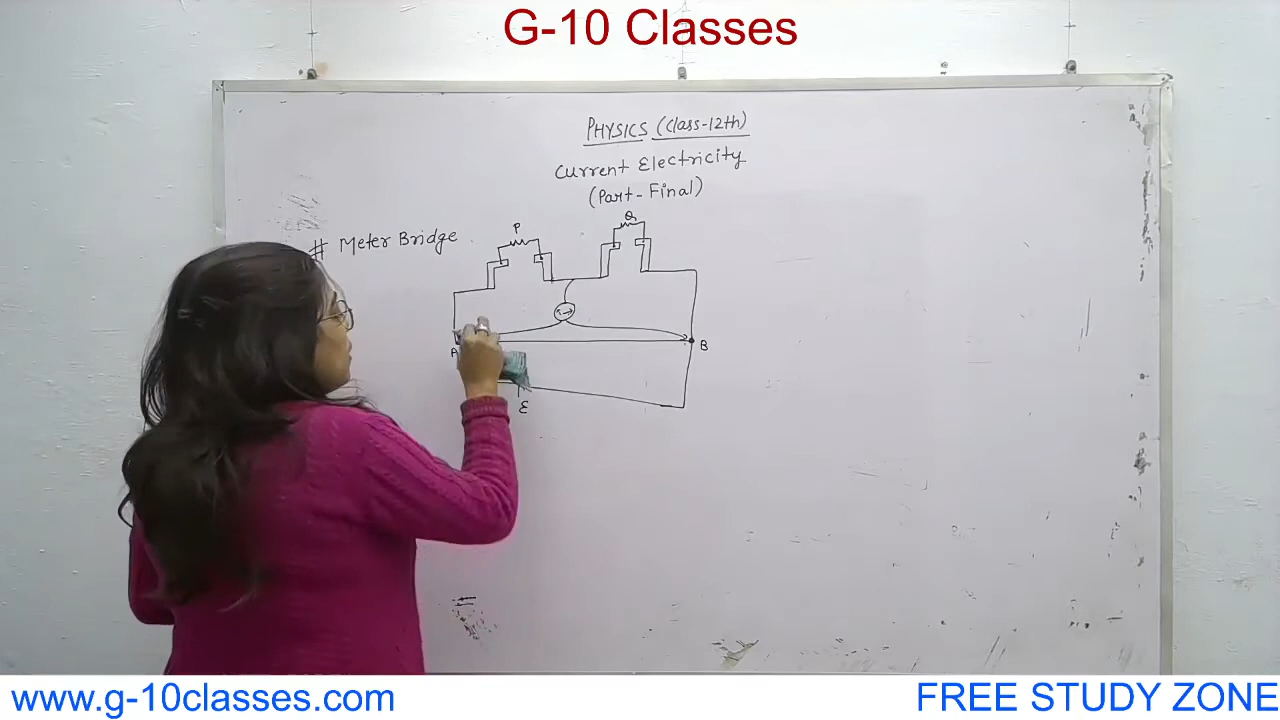 G-10 Classes
PHYSICS (Class-12th)
Current Electricity
(Part-Final)
# Meter Bridge
P
Q
A
B
E
www.g-10classes.com
FREE STUDY ZONE